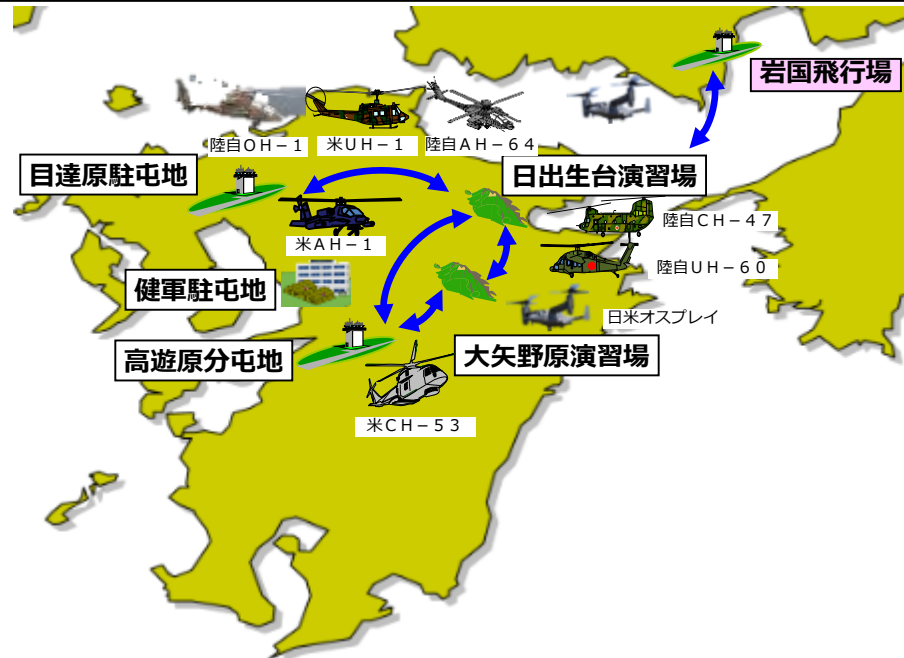 岩国飛行場
陸自OH－1
米UH－1
陸自AH－64
目達原駐屯地
日出生台演習場
米AH－1
陸自CH－47
陸自UH－60
健軍駐屯地
日米オスプレイ
高遊原分屯地
大矢野原演習場
米CH－53